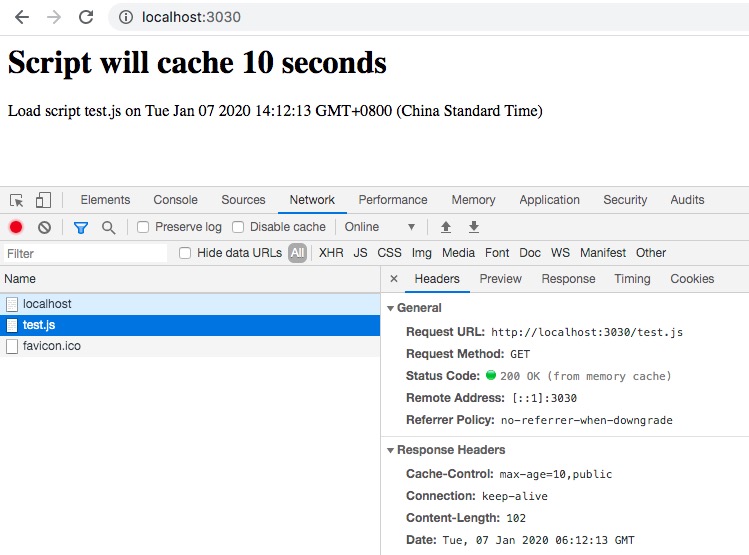 localhost:3030
Script will cache 10 seconds
Load script test.js on Tue Jan 07 2020 14:12:13 GMT+0800 (China Standard Time)
Elements Console Sources Network Performance Memory Application Security Audits
Preserve log Disable cache Online
Filter Hide data URLs All XHR JS CSS Img Media Font Doc WS Manifest Other
Name
localhost
test.js
favicon.ico
× Headers Preview Response Timing Cookies
General
Request URL: http://localhost:3030/test.js
Request Method: GET
Status Code: 200 OK (from memory cache)
Remote Address: [::1]:3030
Referrer Policy: no-referrer-when-downgrade
Response Headers
Cache-Control: max-age=10,public
Connection: keep-alive
Content-Length: 102
Date: Tue, 07 Jan 2020 06:12:13 GMT